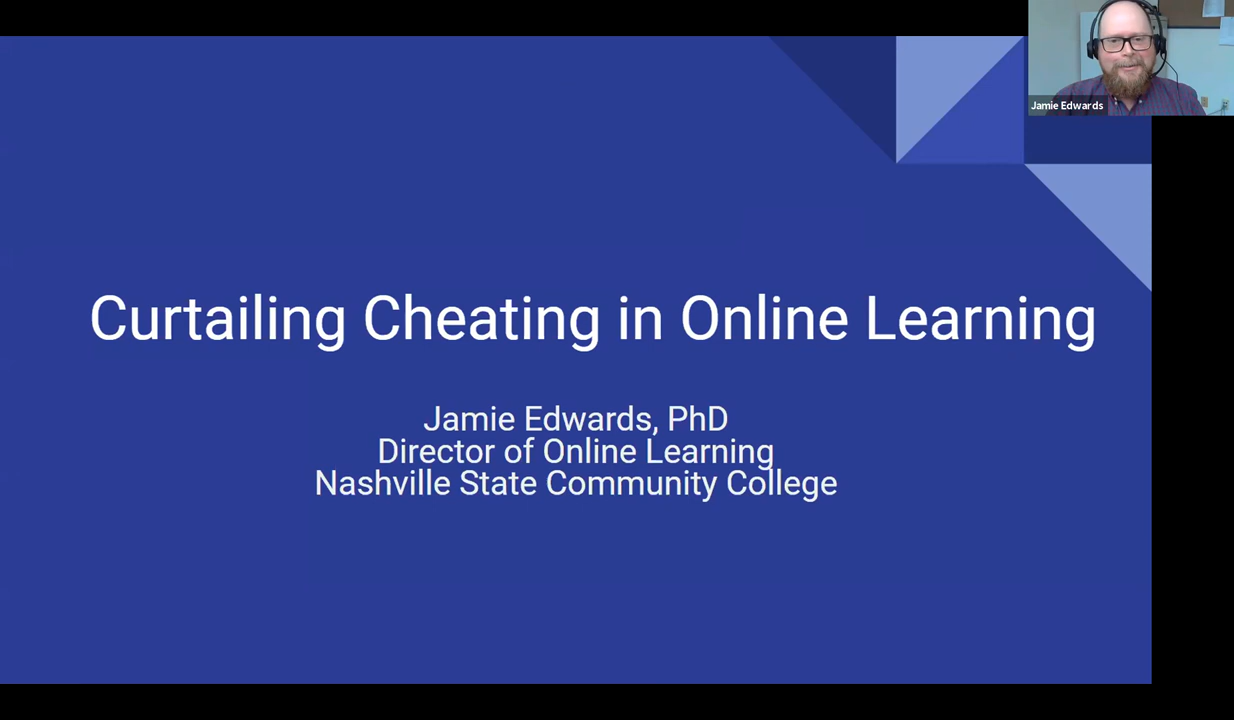 Jamie Edwards
Curtailing Cheating in Online Learning
Jamie Edwards, PhD
Director of Online Learning
Nashville State Community College